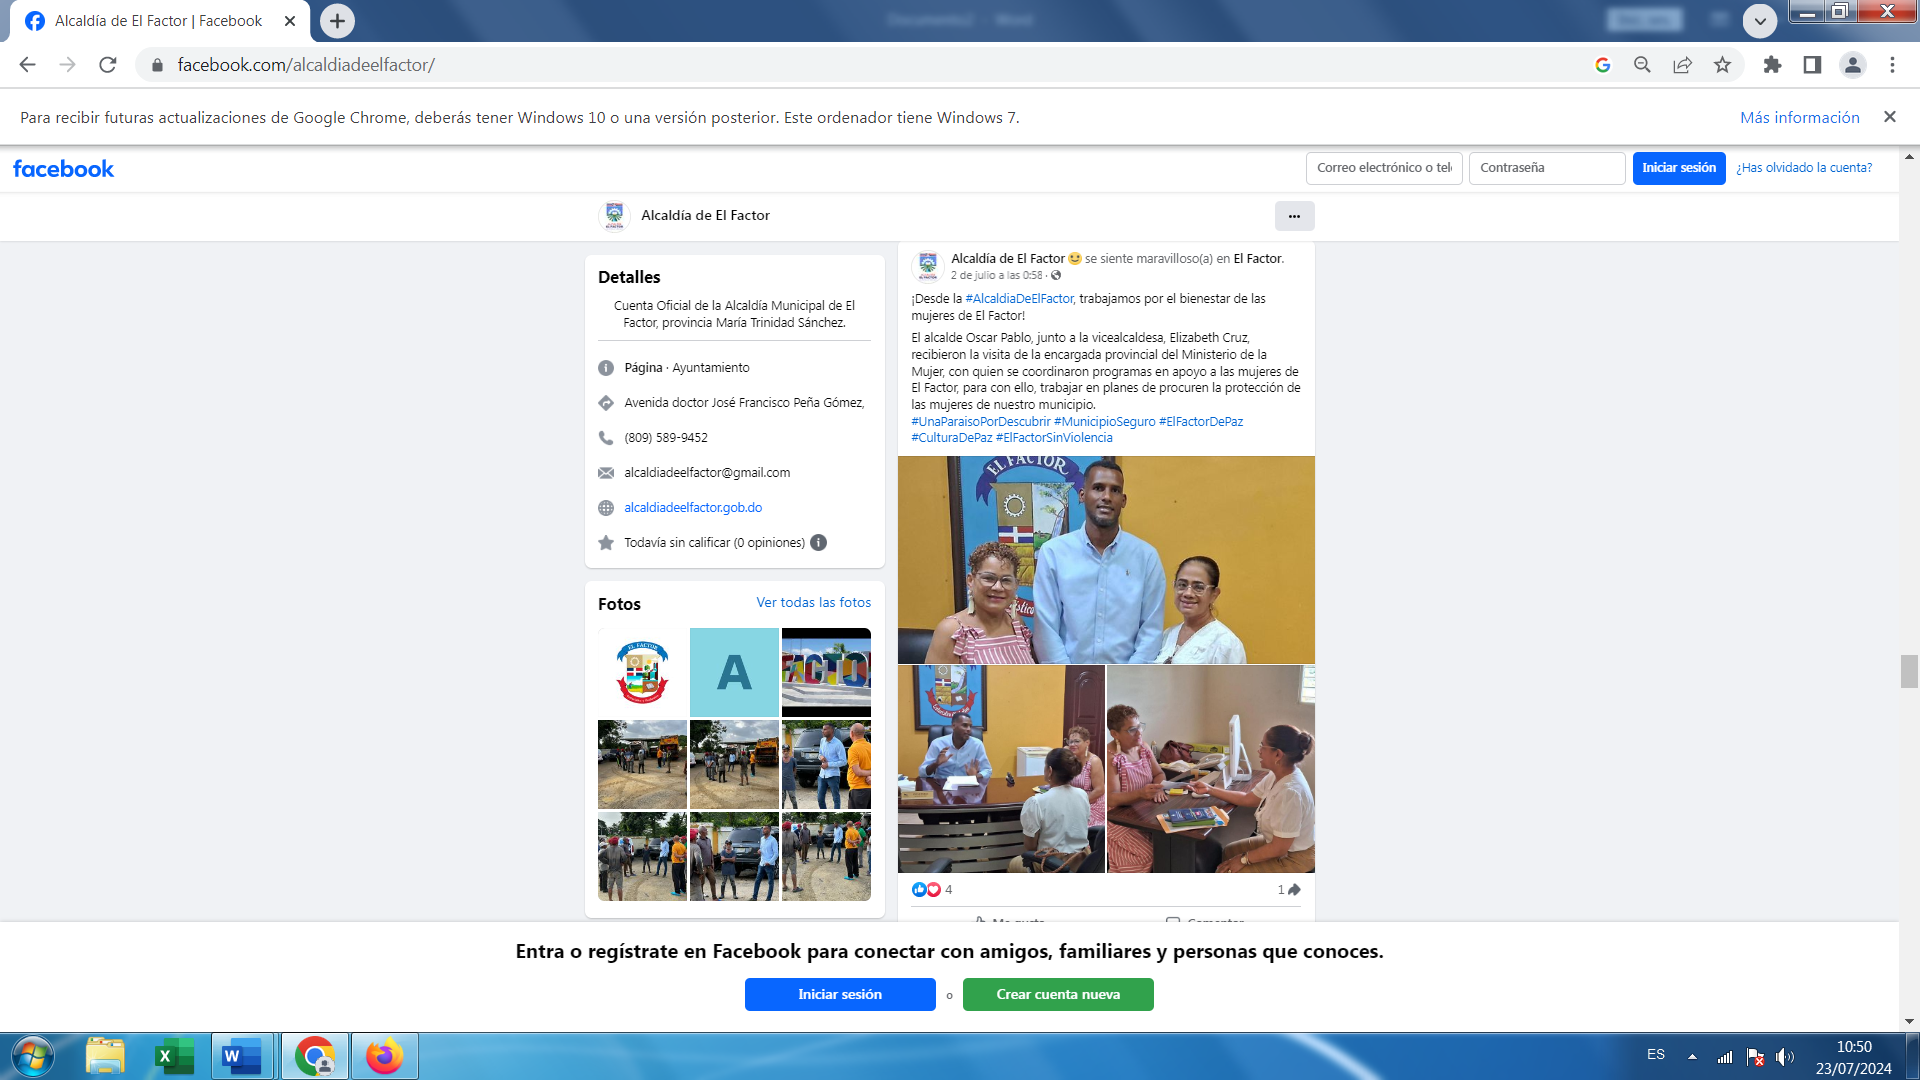 Alcaldía de El Factor | Facebook
Documento2 - Word
facebook.com/alcaldiadeelfactor/
Para recibir futuras actualizaciones de Google Chrome, deberás tener Windows 10 o una versión posterior. Este ordenador tiene Windows 7.
Más información
facebook
Correo electrónico o tel
Contraseña
Iniciar sesión
¿Has olvidado la cuenta?
Alcaldía de El Factor
Detalles
Cuenta Oficial de la Alcaldía Municipal de El
Factor, provincia María Trinidad Sánchez.
Página · Ayuntamiento
Avenida doctor José Francisco Peña Gómez,
(809) 589-9452
alcaldiadeelfactor@gmail.com
alcaldiadeelfactor.gob.do
Todavía sin calificar (0 opiniones)
Fotos
Ver todas las fotos
EL FACTOR
A
FACTOR
Alcaldía de El Factor se siente maravilloso(a) en El Factor.
2 de julio a las 0:58 ·
¡Desde la #AlcaldiaDeElFactor, trabajamos por el bienestar de las
mujeres de El Factor!
El alcalde Oscar Pablo, junto a la vicealcaldesa, Elizabeth Cruz,
recibieron la visita de la encargada provincial del Ministerio de la
Mujer, con quien se coordinaron programas en apoyo a las mujeres de
El Factor, para con ello, trabajar en planes de procuren la protección de
las mujeres de nuestro municipio.
#UnaParaisoPorDescubrir #MunicipioSeguro #ElFactorDePaz
#CulturaDePaz #ElFactorSinViolencia
EL FACTOR
4
1
Me gusta
Comentar
Entra o regístrate en Facebook para conectar con amigos, familiares y personas que conoces.
Iniciar sesión
o
Crear cuenta nueva
ES
10:50
23/07/2024